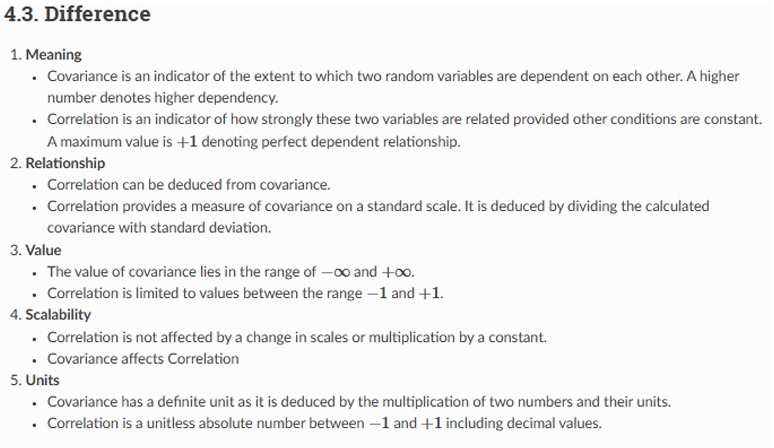 4.3. Difference
1. Meaning
• Covariance is an indicator of the extent to which two random variables are dependent on each other. A higher
number denotes higher dependency.
• Correlation is an indicator of how strongly these two variables are related provided other conditions are constant.
A maximum value is +1 denoting perfect dependent relationship.
2. Relationship
• Correlation can be deduced from covariance.
• Correlation provides a measure of covariance on a standard scale. It is deduced by dividing the calculated
covariance with standard deviation.
3. Value
• The value of covariance lies in the range of −∞ and +∞.
• Correlation is limited to values between the range −1 and +1.
4. Scalability
• Correlation is not affected by a change in scales or multiplication by a constant.
• Covariance affects Correlation
5. Units
• Covariance has a definite unit as it is deduced by the multiplication of two numbers and their units.
• Correlation is a unitless absolute number between −1 and +1 including decimal values.